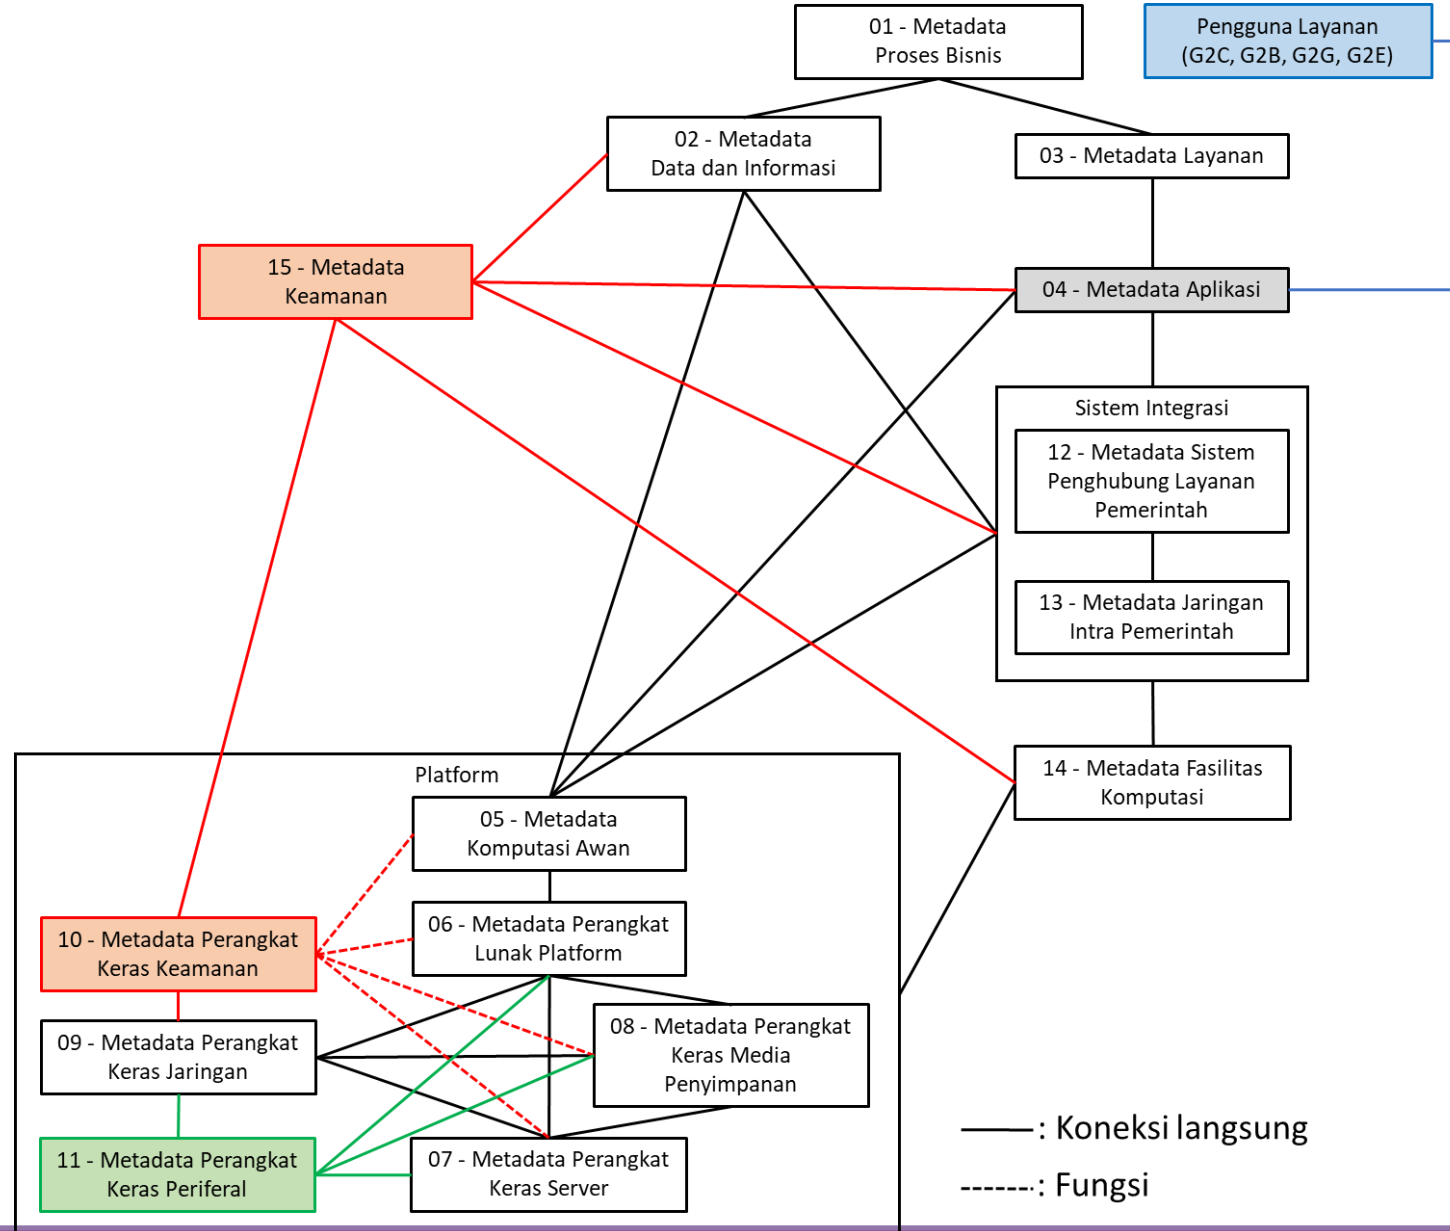 01 - Metadata
Proses Bisnis
Pengguna Layanan
(G2C, G2B, G2G, G2E)
02 - Metadata
Data dan Informasi
03 - Metadata Layanan
15 - Metadata
Keamanan
04 - Metadata Aplikasi
Sistem Integrasi
12 - Metadata Sistem
Penghubung Layanan
Pemerintah
13 - Metadata Jaringan
Intra Pemerintah
14 - Metadata Fasilitas
Komputasi
Platform
05 - Metadata
Komputasi Awan
06 - Metadata Perangkat
Lunak Platform
10 - Metadata Perangkat
Keras Keamanan
08 - Metadata Perangkat
Keras Media
Penyimpanan
09 - Metadata Perangkat
Keras Jaringan
11 - Metadata Perangkat
Keras Periferal
07 - Metadata Perangkat
Keras Server
: Koneksi langsung
: Fungsi